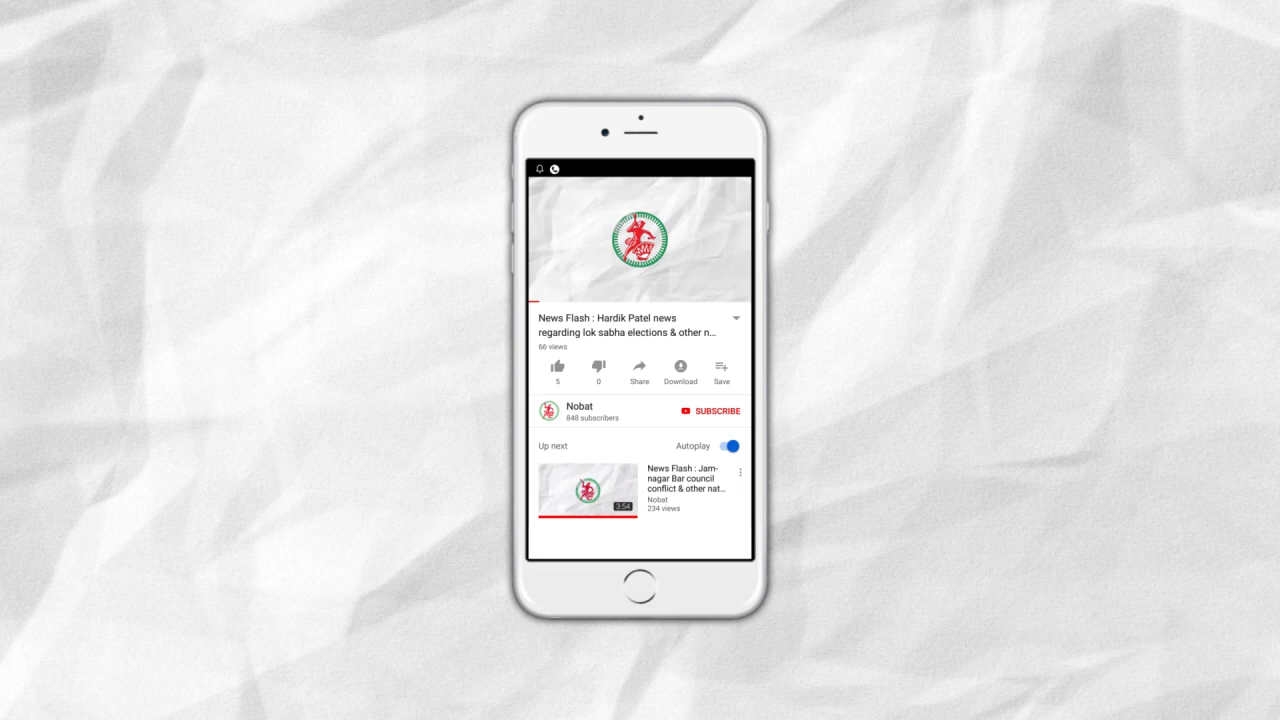 News Flash : Hardik Patel news
regarding lok sabha elections & other n...
66 views
5
0
Share
Download
Save
Nobat
848 subscribers
SUBSCRIBE
Up next
Autoplay
News Flash : Jam-
nagar Bar council
conflict & other nat...
Nobat
234 views
3:54